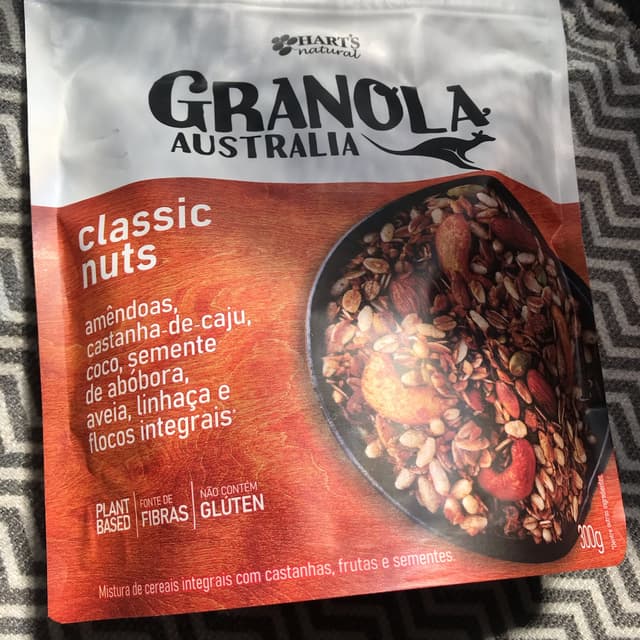 HART'S
natural
GRANOLA
AUSTRALIA
classic
nuts
amêndoas,
castanha-de-caju,
coco, semente
de abóbora,
aveia, linhaça e
flocos integrais
PLANT
BASED
FONTE DE
FIBRAS
NÃO CONTÉM
GLÚTEN
300g
Mistura de cereais integrais com castanhas, frutas e sementes